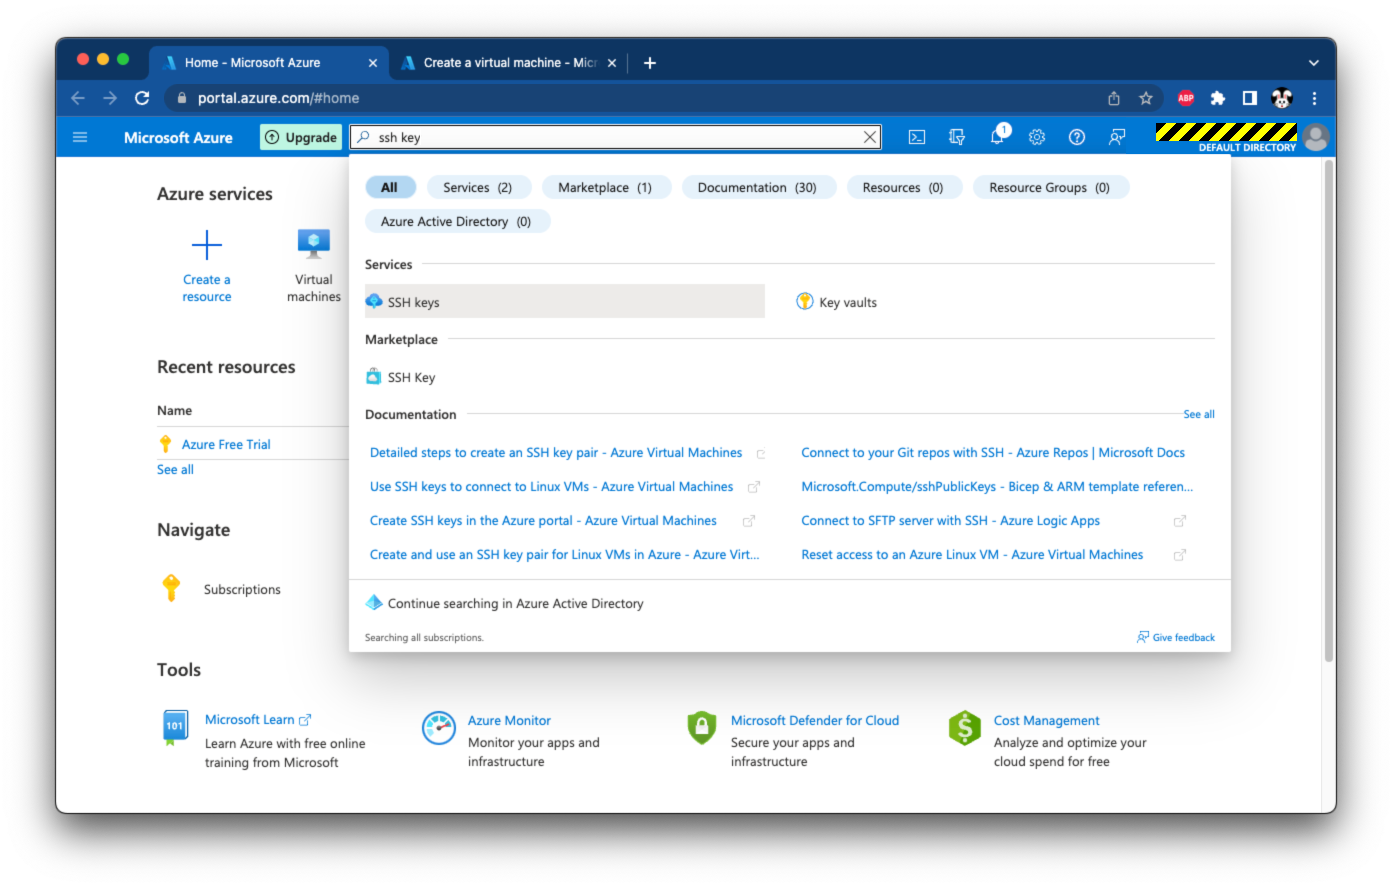 Home - Microsoft Azure
Create a virtual machine - Micr
portal.azure.com/#home
ABP
Microsoft Azure
Upgrade
ssh key
1
DEFAULT DIRECTORY
All
Services (2)
Marketplace (1)
Documentation (30)
Resources (0)
Resource Groups (0)
Azure Active Directory (0)
Azure services
Create a
resource
Virtual
machines
Services
SSH keys
Key vaults
Marketplace
SSH Key
Documentation
See all
Detailed steps to create an SSH key pair - Azure Virtual Machines
Connect to your Git repos with SSH - Azure Repos | Microsoft Docs
Use SSH keys to connect to Linux VMs - Azure Virtual Machines
Microsoft.Compute/sshPublicKeys - Bicep & ARM template referen...
Create SSH keys in the Azure portal - Azure Virtual Machines
Connect to SFTP server with SSH - Azure Logic Apps
Create and use an SSH key pair for Linux VMs in Azure - Azure Virt...
Reset access to an Azure Linux VM - Azure Virtual Machines
Continue searching in Azure Active Directory
Searching all subscriptions.
Give feedback
Recent resources
Name
Azure Free Trial
See all
Navigate
Subscriptions
Tools
101
Microsoft Learn
Learn Azure with free online
training from Microsoft
Azure Monitor
Monitor your apps and
infrastructure
Microsoft Defender for Cloud
Secure your apps and
infrastructure
Cost Management
Analyze and optimize your
cloud spend for free